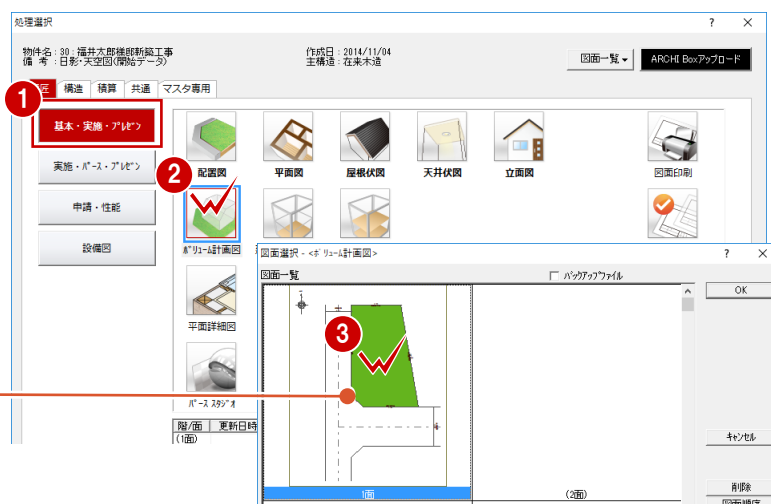 処理選択
? ×
物件名:30:福井太郎様邸新築工事
備 考:日影・天空図(開始データ)
作成日:2014/11/04
主構造:在来木造
図面一覧
ARCHI Boxアップロード
匠 構造 積算 共通 マスタ専用
1
基本・実施・プレゼン
実施・パース・プレゼン
申請・性能
設備図
2
配置図 平面図 屋根伏図 天井伏図 立面図 図面印刷
ボリューム計画図
平面詳細図
パース スタジオ
階/面 更新日時
(1面)
図面選択 - <ボリューム計画図>
? ×
図面一覧
バックアップファイル
OK
3
キャンセル
削除
図面順序
1面
(2面)